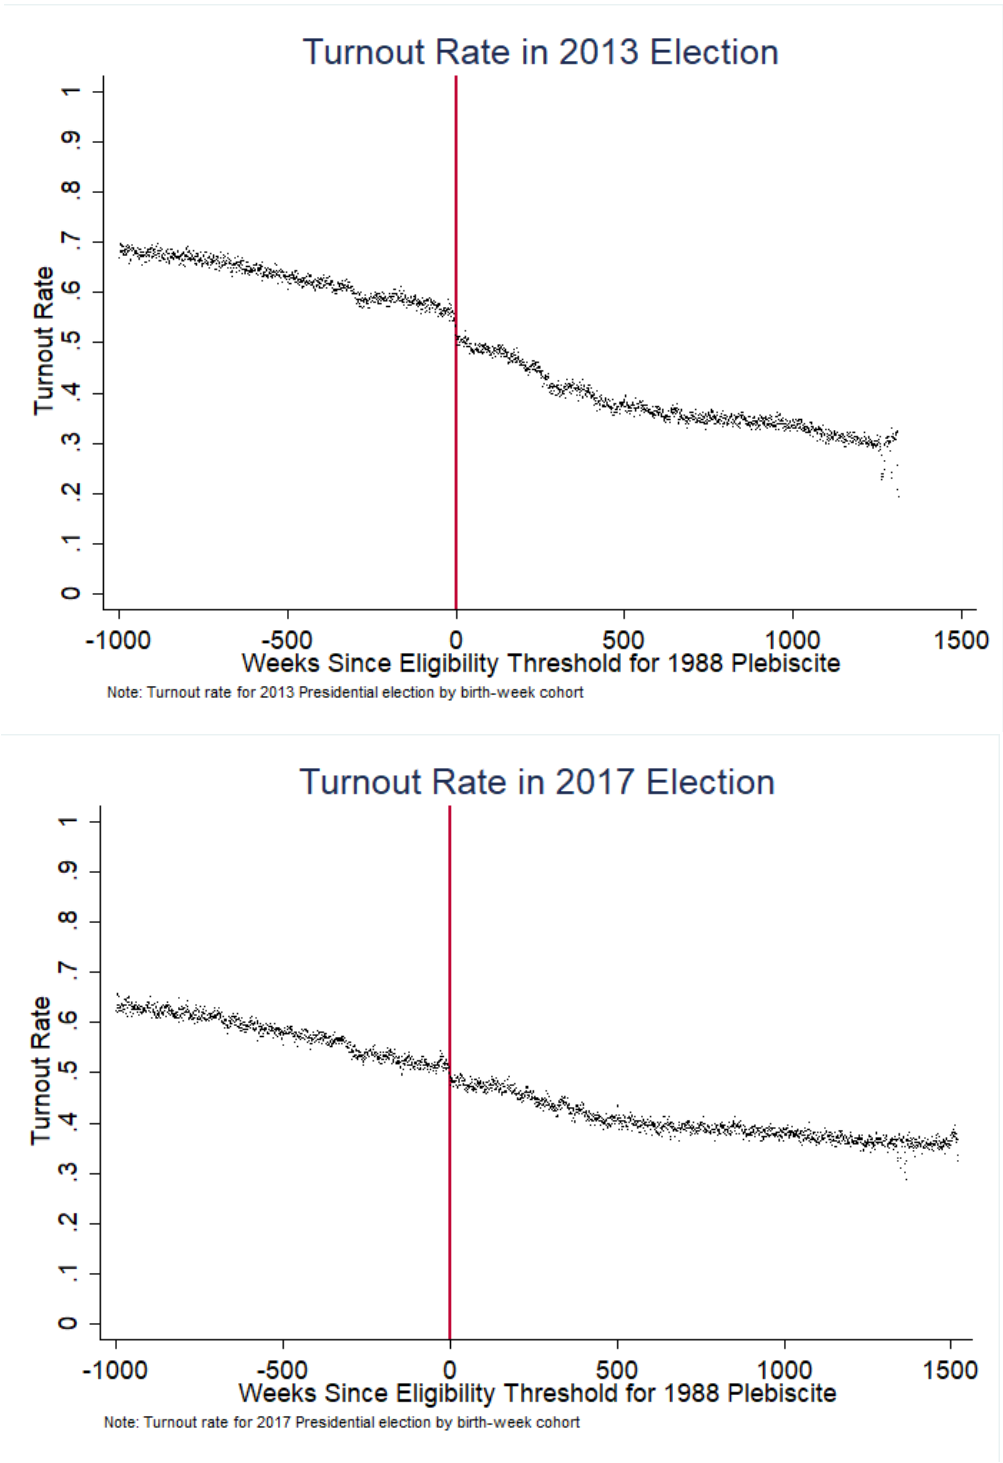 Turnout Rate in 2013 Election
1
.9
.8
.7
.6
.5
.4
.3
.2
.1
0
Turnout Rate
-1000 -500 0 500 1000 1500
Weeks Since Eligibility Threshold for 1988 Plebiscite
Note: Turnout rate for 2013 Presidential election by birth-week cohort
Turnout Rate in 2017 Election
1
.9
.8
.7
.6
.5
.4
.3
.2
.1
0
Turnout Rate
-1000 -500 0 500 1000 1500
Weeks Since Eligibility Threshold for 1988 Plebiscite
Note: Turnout rate for 2017 Presidential election by birth-week cohort